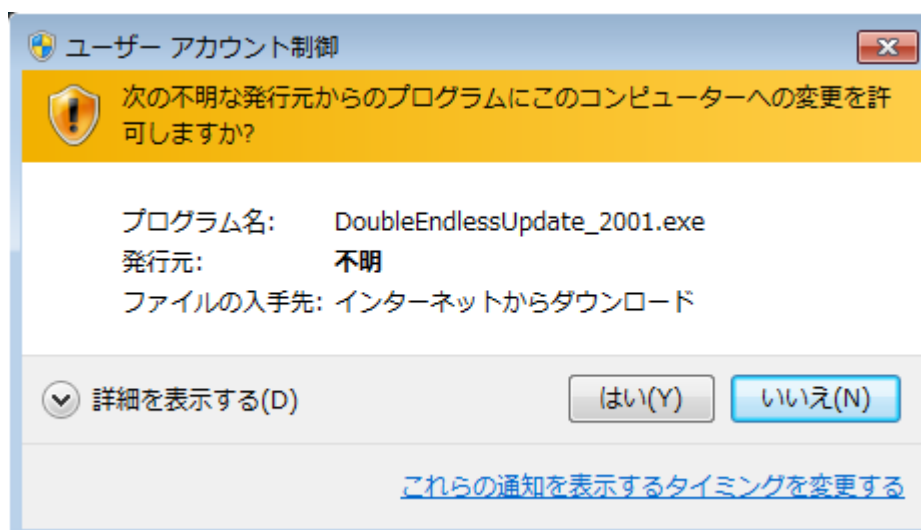 ユーザー アカウント制御
次の不明な発行元からのプログラムにこのコンピューターへの変更を許
可しますか?
プログラム名: DoubleEndlessUpdate_2001.exe
発行元: 不明
ファイルの入手先: インターネットからダウンロード
詳細を表示する(D) はい(Y) いいえ(N)
これらの通知を表示するタイミングを変更する